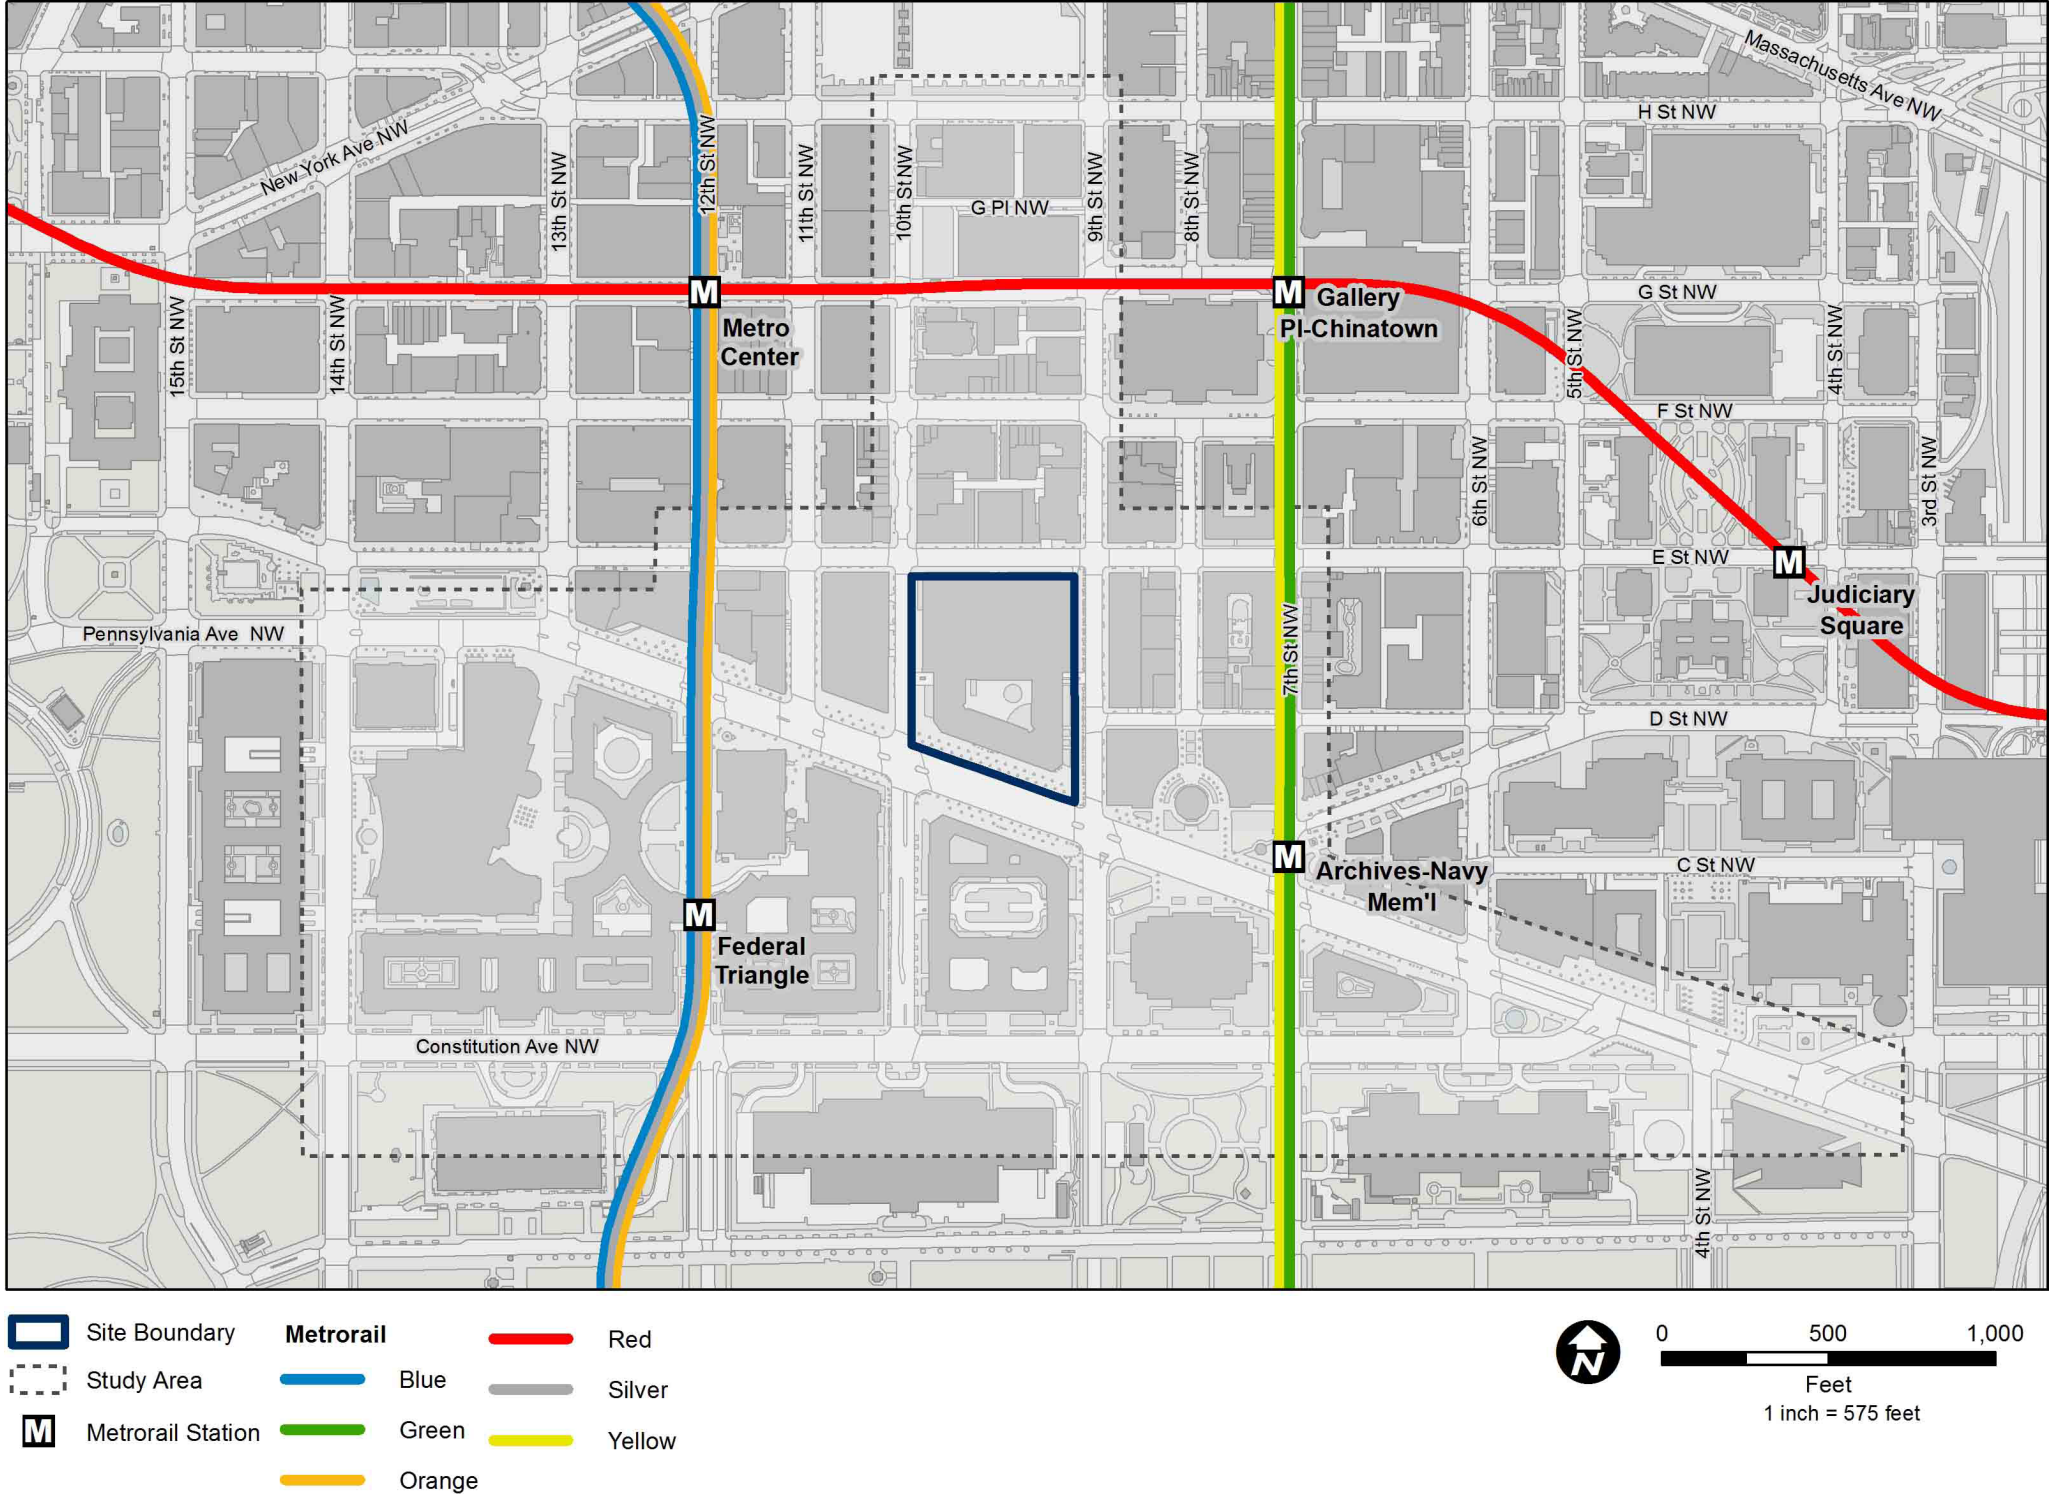 Massachusetts Ave NW
H St NW
New York Ave NW
12th St NW
13th St NW
11th St NW
10th St NW
9th St NW
8th St NW
G Pl NW
M
M
Gallery
Pl-Chinatown
G St NW
Metro
Center
15th St NW
14th St NW
5th St NW
4th St NW
F St NW
6th St NW
3rd St NW
E St NW
M
Judiciary
Square
Pennsylvania Ave NW
7th St NW
D St NW
M
Archives-Navy
Mem'l
C St NW
M
Federal
Triangle
Constitution Ave NW
4th St NW
Site Boundary
Study Area
M
Metrorail Station
Metrorail
Blue
Green
Orange
Red
Silver
Yellow
N
0 500 1,000
Feet
1 inch = 575 feet